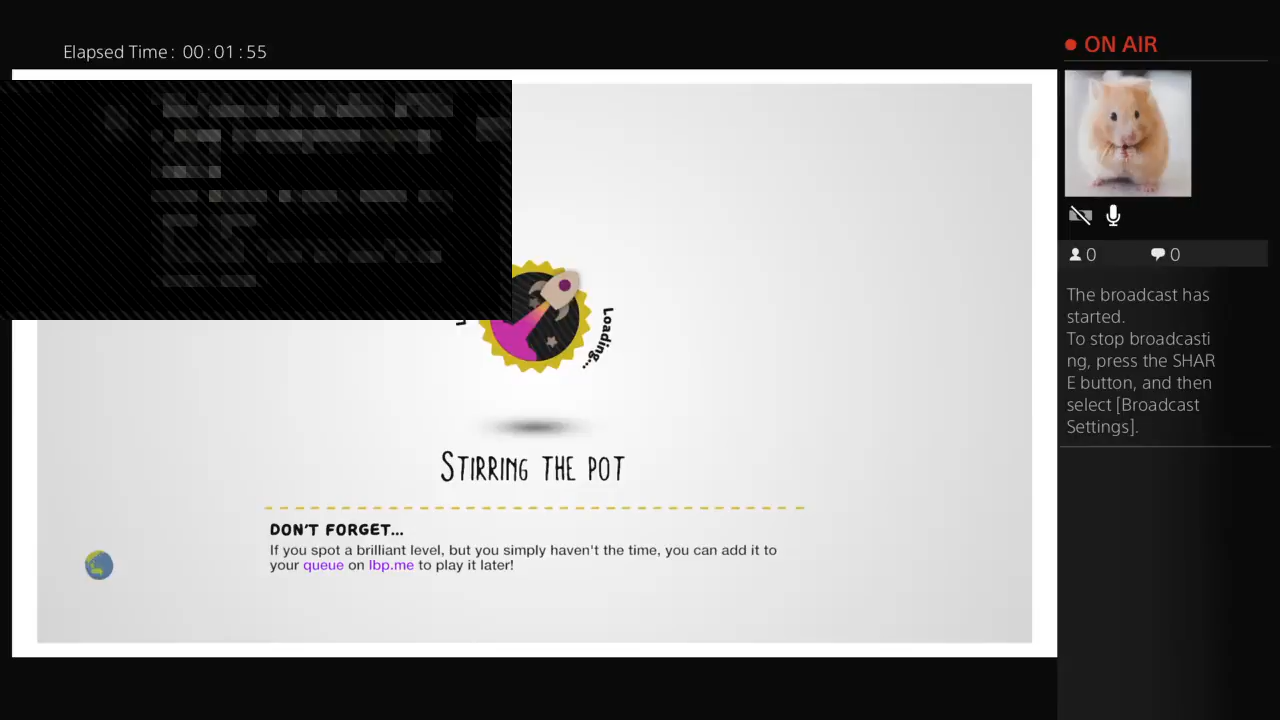 Elapsed Time: 00:01:55
ON AIR
0 0
The broadcast has
started.
To stop broadcasti
ng, press the SHAR
E button, and then
select [Broadcast
Settings].
Loading...
STIRRING THE POT
DON'T FORGET...
If you spot a brilliant level, but you simply haven't the time, you can add it to
your queue on lbp.me to play it later!